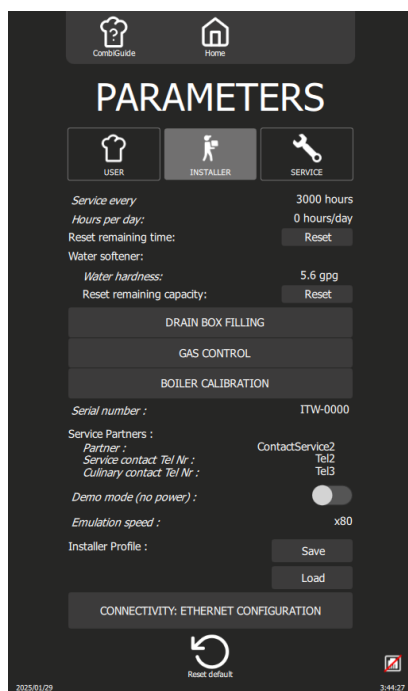 CombiGuide Home
PARAMETERS
USER INSTALLER SERVICE
Service every 3000 hours
Hours per day: 0 hours/day
Reset remaining time: Reset
Water softener:
Water hardness: 5.6 gpg
Reset remaining capacity: Reset
DRAIN BOX FILLING
GAS CONTROL
BOILER CALIBRATION
Serial number : ITW-0000
Service Partners :
Partner : ContactService2
Service contact Tel Nr : Tel2
Culinary contact Tel Nr : Tel3
Demo mode (no power) :
Emulation speed : x80
Installer Profile : Save
Load
CONNECTIVITY: ETHERNET CONFIGURATION
Reset default
2025/01/29 3:44:27